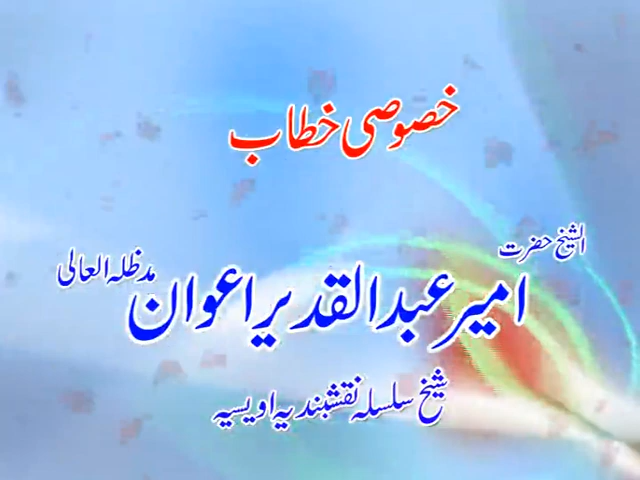 خصوصی خطاب
الشیخ حضرت
امیر عبدالقدیر اعوان مدظلہ العالی
شیخ سلسلہ نقشبندیہ اویسیہ